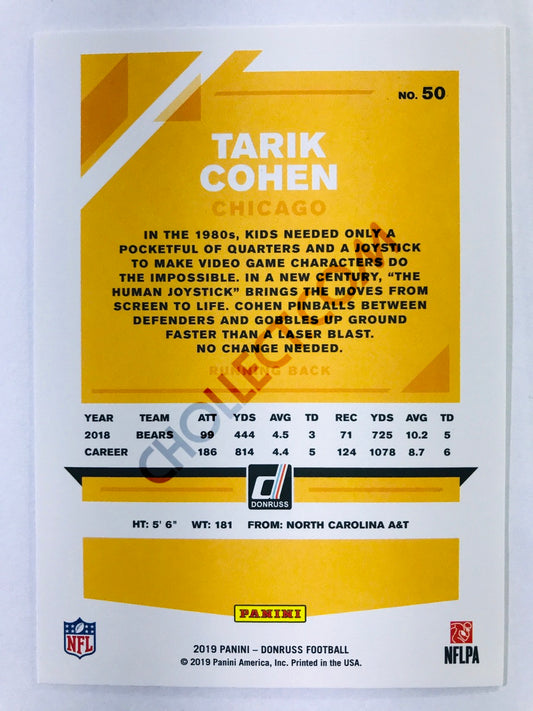 NO. 50
TARIK
COHEN
CHICAGO
IN THE 1980s, KIDS NEEDED ONLY A
POCKETFUL OF QUARTERS AND A JOYSTICK
TO MAKE VIDEO GAME CHARACTERS DO
THE IMPOSSIBLE. IN A NEW CENTURY, “THE
HUMAN JOYSTICK” BRINGS THE MOVES FROM
SCREEN TO LIFE. COHEN PINBALLS BETWEEN
DEFENDERS AND GOBBLES UP GROUND
FASTER THAN A LASER BLAST.
NO CHANGE NEEDED.
RUNNING BACK
CHOLLECT.COM
YEAR TEAM ATT YDS AVG TD REC YDS AVG TD
2018 BEARS 99 444 4.5 3 71 725 10.2 5
CAREER 186 814 4.4 5 124 1078 8.7 6
d
DONRUSS
HT: 5' 6" WT: 181 FROM: NORTH CAROLINA A&T
PANINI
NFL
NFLPA
2019 PANINI – DONRUSS FOOTBALL
© 2019 Panini America, Inc. Printed in the USA.